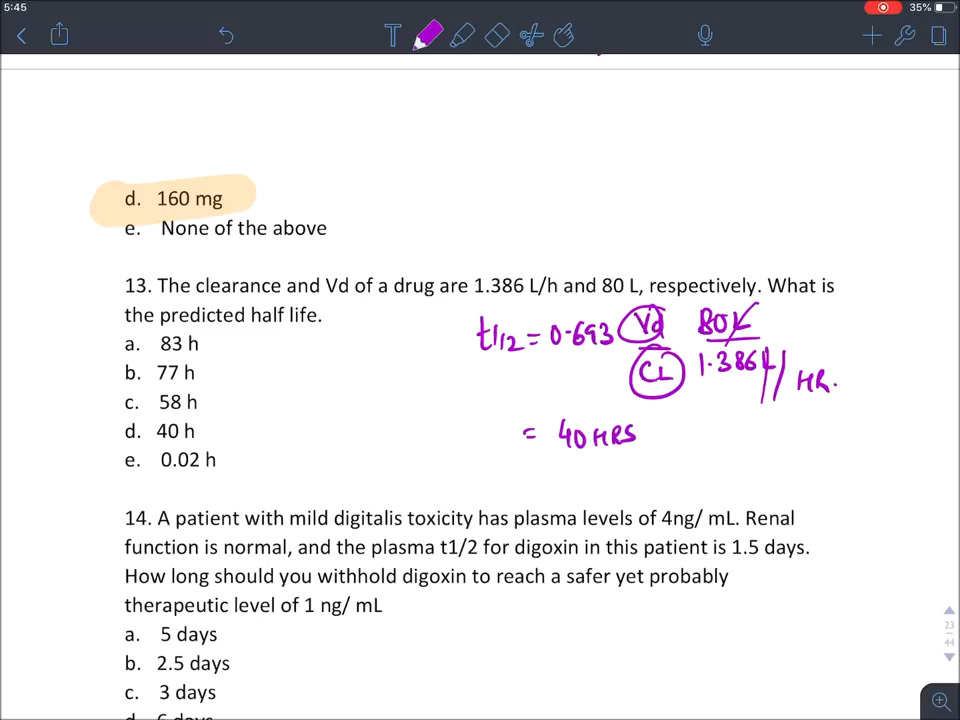 5:45
35%
T
d. 160 mg
e. None of the above
13. The clearance and Vd of a drug are 1.386 L/h and 80 L, respectively. What is
the predicted half life.
t1/2 = 0.693 Vd 80L
Cl 1.386 L/HR.
a. 83 h
b. 77 h
c. 58 h
d. 40 h
= 40 HRS
e. 0.02 h
14. A patient with mild digitalis toxicity has plasma levels of 4ng/ mL. Renal
function is normal, and the plasma t1/2 for digoxin in this patient is 1.5 days.
How long should you withhold digoxin to reach a safer yet probably
therapeutic level of 1 ng/ mL
a. 5 days
b. 2.5 days
c. 3 days
d. 6 days
23
44